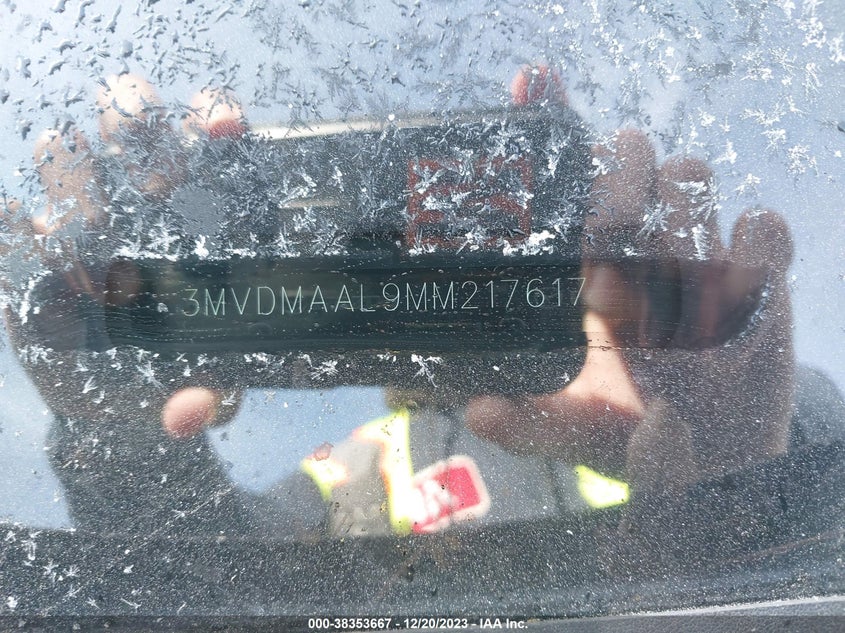 3MVDMAAL9MM217617
000-38353667 - 12/20/2023 - IAA Inc.